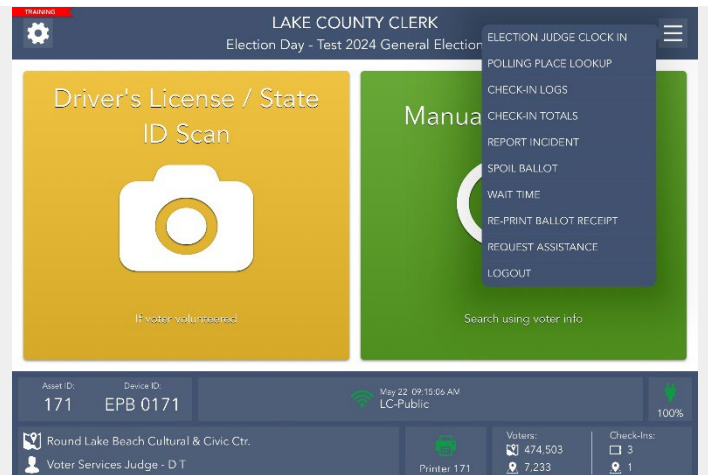 TRAINING
LAKE COUNTY CLERK
Election Day - Test 2024 General Election
ELECTION JUDGE CLOCK IN
POLLING PLACE LOOKUP
CHECK-IN LOGS
CHECK-IN TOTALS
REPORT INCIDENT
SPOIL BALLOT
WAIT TIME
RE-PRINT BALLOT RECEIPT
REQUEST ASSISTANCE
LOGOUT
Driver's License / State
ID Scan
If voter volunteered
Manua
Search using voter info
Asset ID:
171
Device ID:
EPB 0171
May 22 09:15:06 AM
LC-Public
100%
Round Lake Beach Cultural & Civic Ctr.
Voter Services Judge - D T
Printer 171
Voters:
474,503
7,233
Check-Ins:
3
1